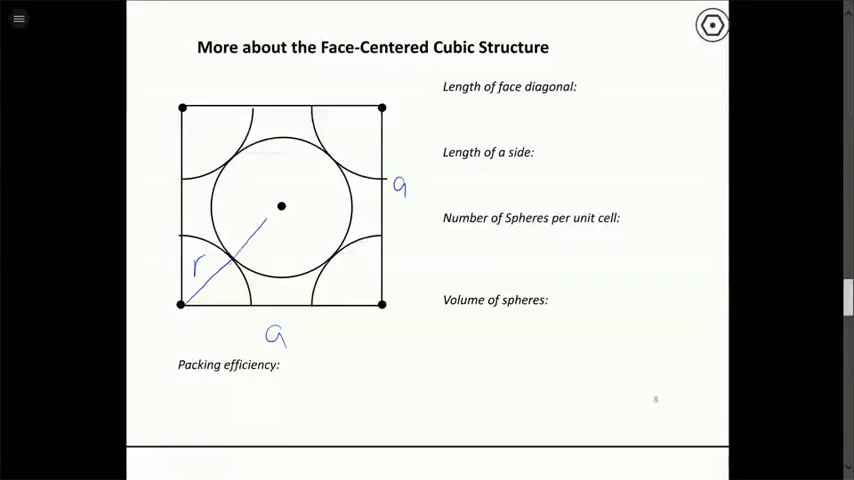 More about the Face-Centered Cubic Structure
Length of face diagonal:
Length of a side:
a
Number of Spheres per unit cell:
r
Volume of spheres:
a
Packing efficiency:
8